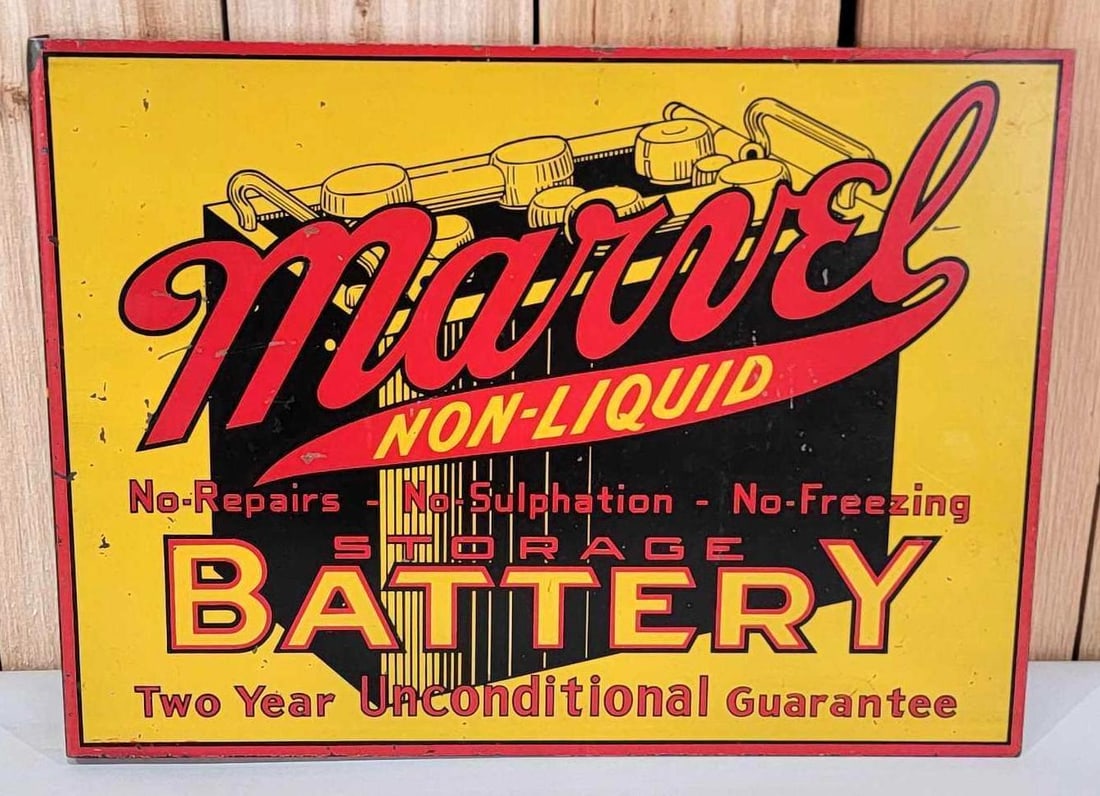 Marvel
NON-LIQUID
No-Repairs - No-Sulphation - No-Freezing
STORAGE
BATTERY
Two Year Unconditional Guarantee